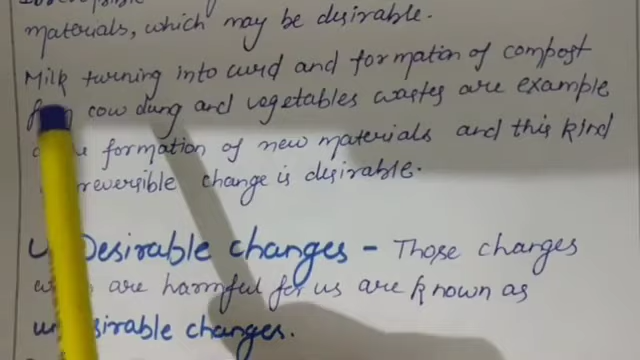 materials, which may be desirable.
Milk turning into curd and formation of compost
cow dung and vegetables wastes are example
formation of new materials and this kind
reversible change is desirable.
Desirable changes - Those changes
are harmful for us are known as
changes.